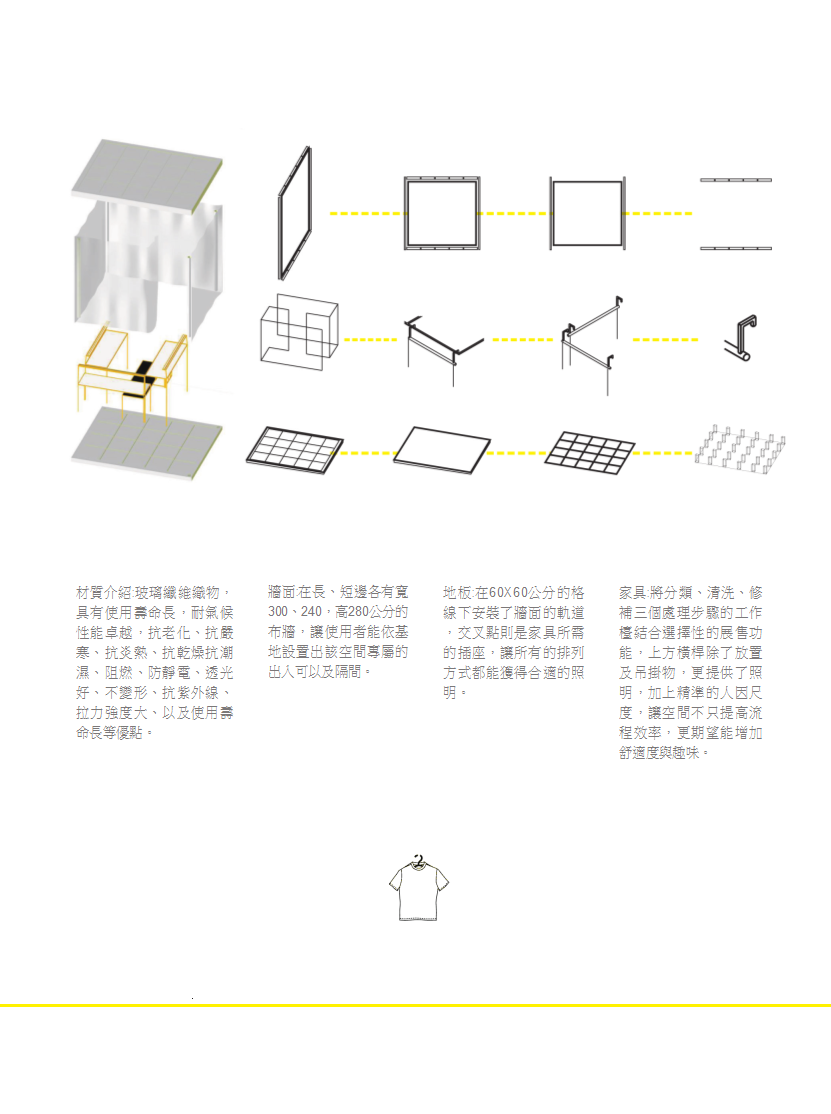 材質介紹:玻璃纖維織物，
具有使用壽命長，耐氣候
性能卓越，抗老化、抗嚴
寒、抗炎熱、抗乾燥抗潮
濕、阻燃、防靜電、透光
好、不變形、抗紫外線、
拉力強度大、以及使用壽
命長等優點。
牆面:在長、短邊各有寬
300、240，高280公分的
布牆，讓使用者能依基
地設置出該空間專屬的
出入可以及隔間。
地板:在60X60公分的格
線下安裝了牆面的軌道
，交叉點則是家具所需
的插座，讓所有的排列
方式都能獲得合適的照
明。
家具:將分類、清洗、修
補三個處理步驟的工作
檯結合選擇性的展售功
能，上方橫桿除了放置
及吊掛物，更提供了照
明，加上精準的人因尺
度，讓空間不只提高流
程效率，更期望能增加
舒適度與趣味。